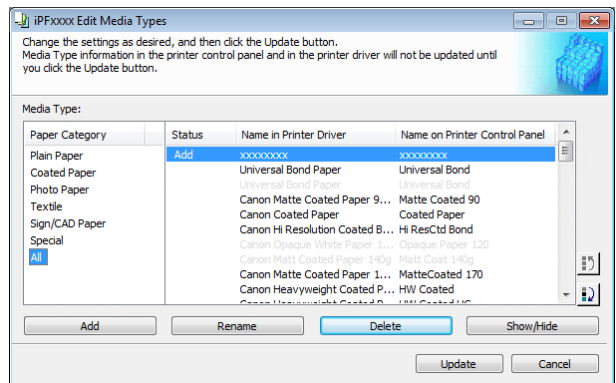 iPFxxxx Edit Media Types
Change the settings as desired, and then click the Update button.
Media Type information in the printer control panel and in the printer driver will not be updated until
you click the Update button.
Media Type:
Paper Category Status Name in Printer Driver Name on Printer Control Panel
Plain Paper Add xxxxxxxx xxxxxxxx
Coated Paper Universal Bond Paper Universal Bond
Photo Paper Universal Bond Paper Universal Bond
Textile Canon Matte Coated Paper 9... Matte Coated 90
Sign/CAD Paper Canon Coated Paper Coated Paper
Special Canon Hi Resolution Coated B... Hi ResCtd Bond
All Canon Opaque White Paper 1... Opaque Paper 120
Canon Matt Coated Paper 140g Matt Coat 140g
Canon Matte Coated Paper 1... MatteCoated 170
Canon Heavyweight Coated P... HW Coated
Canon Heavyweight Coated P... HW Coated HG
Add Rename Delete Show/Hide
Update Cancel